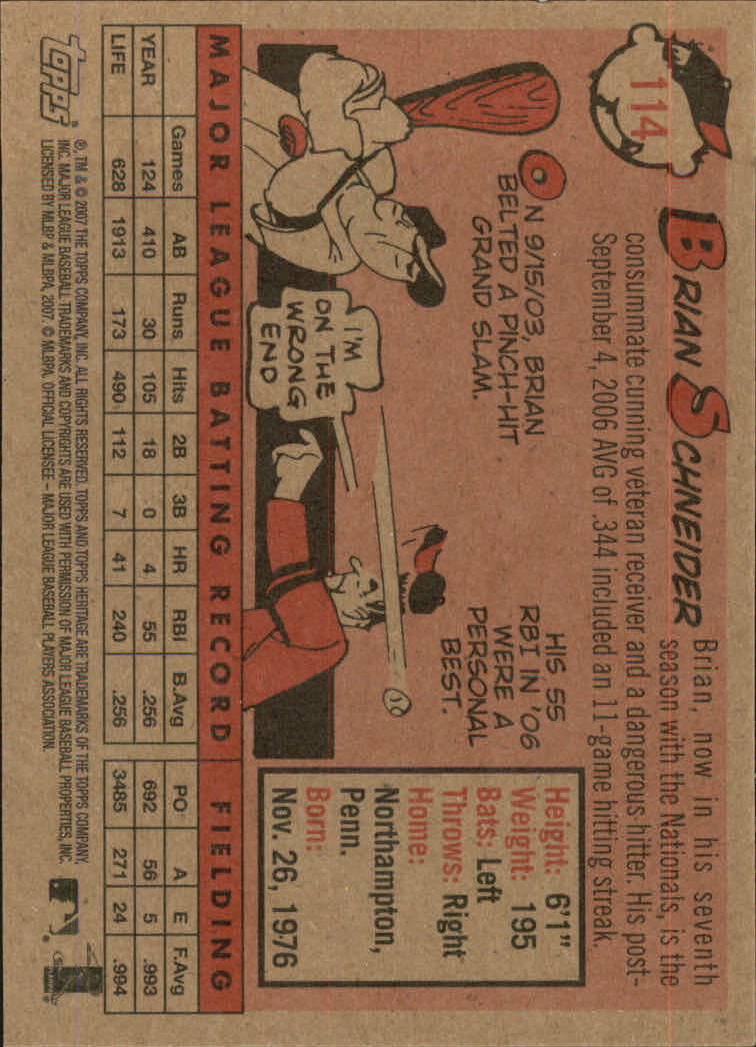 114
BRIAN SCHNEIDER
Brian, now in his seventh
season with the Nationals, is the
consummate cunning veteran receiver and a dangerous hitter. His post-
September 4, 2006 AVG of .344 included an 11-game hitting streak.
ON 9/15/03, BRIAN
BELTED A PINCH-HIT
GRAND SLAM.
I'M
ON THE
WRONG
END
HIS 55
RBI IN '06
WERE A
PERSONAL
BEST.
Height: 6'1"
Weight: 195
Bats: Left
Throws: Right
Home:
Northampton,
Penn.
Born:
Nov. 26, 1976
MAJOR LEAGUE BATTING RECORD FIELDING
Games AB Runs Hits 2B 3B HR RBI B.Avg PO A E F.Avg
YEAR 124 410 30 105 18 0 4 55 .256 692 56 5 .993
LIFE 628 1913 173 490 112 7 41 240 .256 3485 271 24 .994
topps
®, TM & © 2007 THE TOPPS COMPANY, INC. ALL RIGHTS RESERVED. TOPPS AND TOPPS HERITAGE ARE TRADEMARKS OF THE TOPPS COMPANY,
INC. MAJOR LEAGUE BASEBALL TRADEMARKS AND COPYRIGHTS ARE USED WITH PERMISSION OF MAJOR LEAGUE BASEBALL PROPERTIES, INC.
LICENSED BY MLBP & MLBPA, 2007. © MLBPA. OFFICIAL LICENSEE – MAJOR LEAGUE BASEBALL PLAYERS ASSOCIATION.